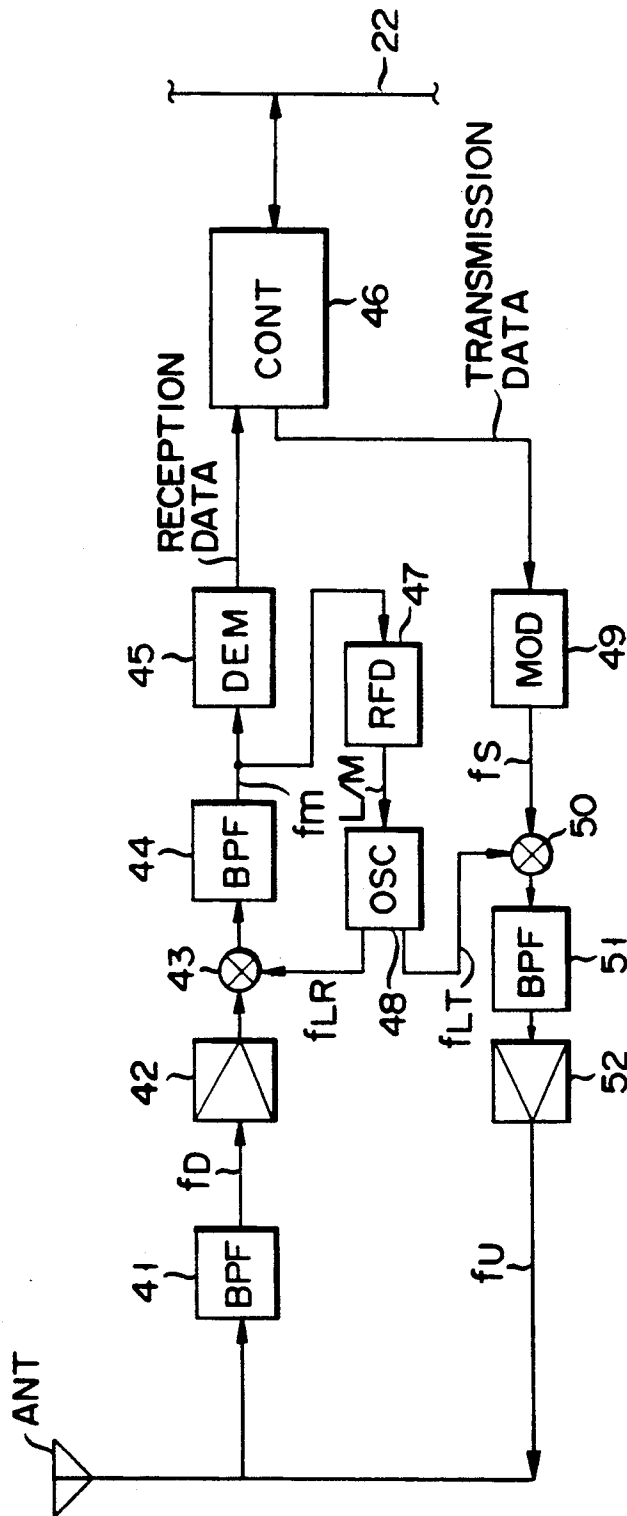 ANT
41
BPF
fD
42
43
44
BPF
fm
45
DEM
RECEPTION
DATA
CONT
46
22
fLR
OSC
48
L/M
RFD
47
fLT
TRANSMISSION
DATA
fU
52
BPF
51
50
fS
MOD
49